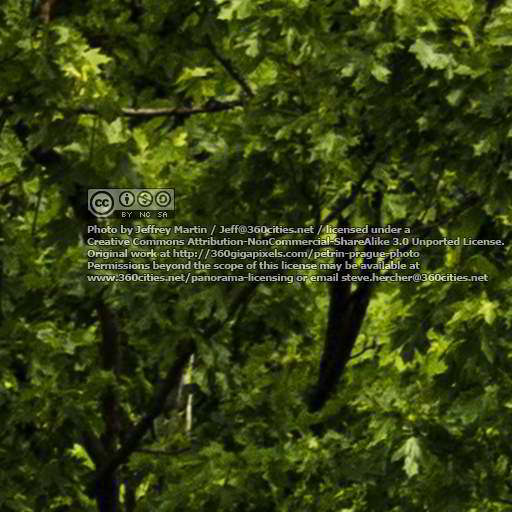 cc
BY NC SA
Photo by Jeffrey Martin / Jeff@360cities.net / licensed under a
Creative Commons Attribution-NonCommercial-ShareAlike 3.0 Unported License.
Original work at http://360gigapixels.com/petrin-prague-photo
Permissions beyond the scope of this license may be available at
www.360cities.net/panorama-licensing or email steve.hercher@360cities.net